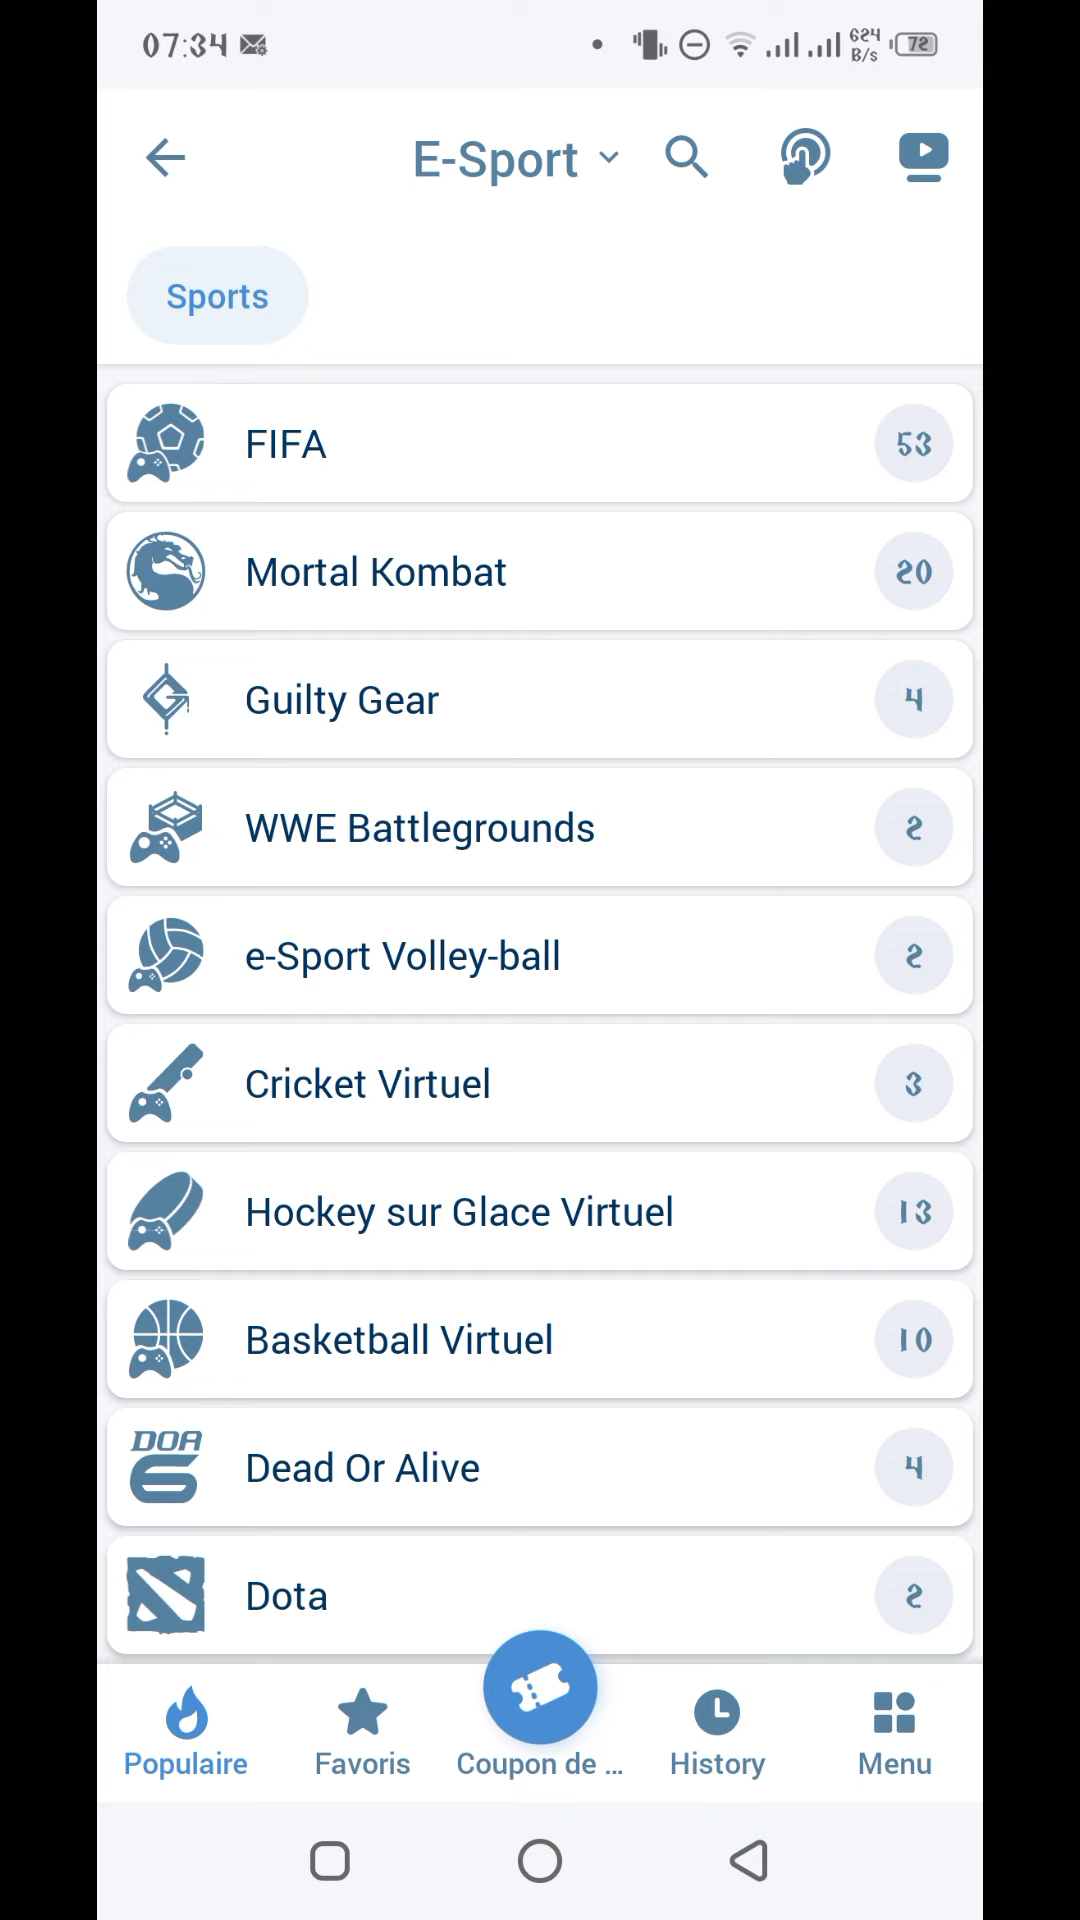 07:34
624 B/s
72
E-Sport
Sports
FIFA 53
Mortal Kombat 20
Guilty Gear 4
WWE Battlegrounds 2
e-Sport Volley-ball 2
Cricket Virtuel 3
Hockey sur Glace Virtuel 13
Basketball Virtuel 10
DOA 6
Dead Or Alive 4
Dota 2
Populaire Favoris Coupon de ... History Menu